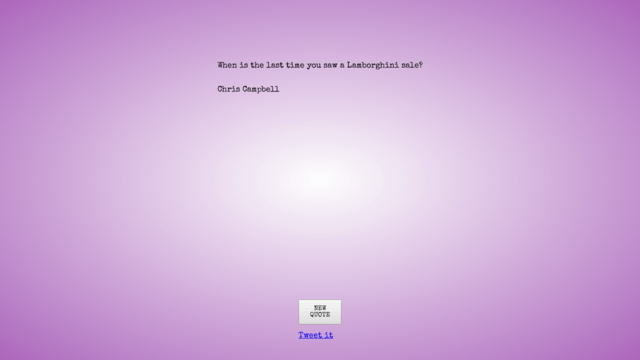 When is the last time you saw a Lamborghini sale?
Chris Campbell
NEW
QUOTE
Tweet it